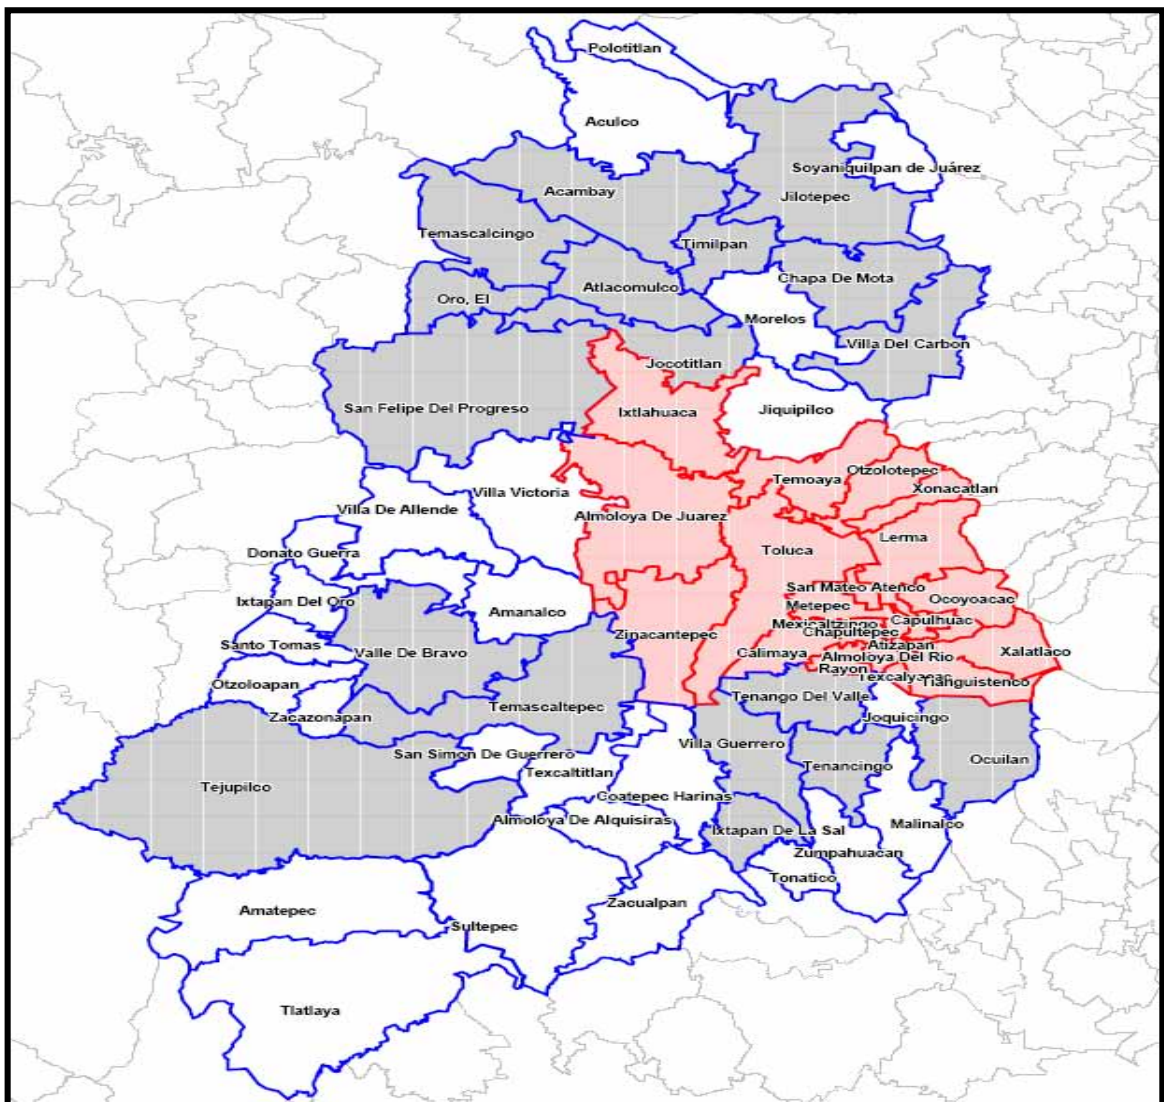 Polotitlan
Aculco
Soyaniquilpan de Juárez
Acambay
Jilotepec
Temascalcingo
Timilpan
Chapa De Mota
Atlacomulco
Oro, El
Morelos
Villa Del Carbon
Jocotitlan
San Felipe Del Progreso
Ixtlahuaca
Jiquipilco
Otzolotepec
Temoaya
Xonacatlan
Villa Victoria
Villa De Allende
Almoloya De Juarez
Lerma
Toluca
Donato Guerra
San Mateo Atenco
Ocoyoacac
Ixtapan Del Oro
Metepec
Amanalco
Capulhuac
Mexicaltzingo
Chapultepec
Zinacantepec
Atizapan
Santo Tomas
Valle De Bravo
Calimaya
Xalatlaco
Almoloya Del Rio
Rayon
Texcalyacac
Tianguistenco
Otzoloapan
Tenango Del Valle
Temascaltepec
Zacazonapan
Joquicingo
Villa Guerrero
San Simon De Guerrero
Ocuilan
Tenancingo
Texcaltitlan
Tejupilco
Coatepec Harinas
Almoloya De Alquisiras
Malinalco
Ixtapan De La Sal
Zumpahuacan
Tonatico
Zacualpan
Amatepec
Sultepec
Tlatlaya